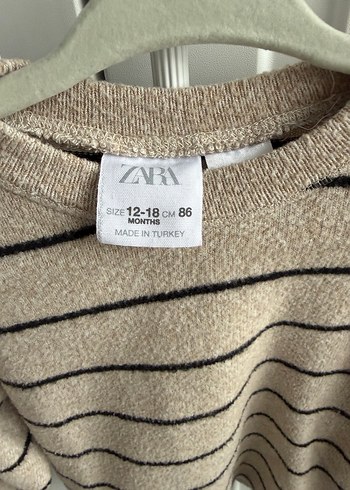 ZARA
SIZE 12-18 CM 86
MONTHS
MADE IN TURKEY